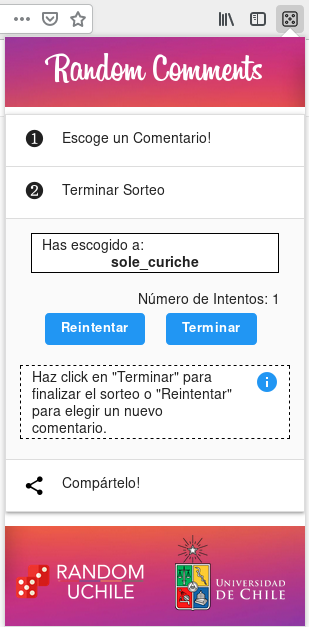 Random Comments
1 Escoge un Comentario!
2 Terminar Sorteo
Has escogido a:
sole_curiche
Número de Intentos: 1
Reintentar Terminar
Haz click en "Terminar" para
finalizar el sorteo o "Reintentar"
para elegir un nuevo
comentario.
i
Compártelo!
RANDOM
UCHILE
UNIVERSIDAD
DE CHILE